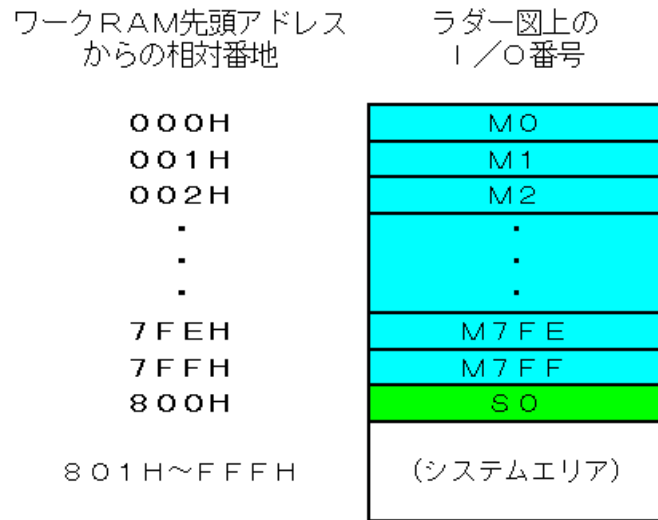 ワークＲＡＭ先頭アドレス
からの相対番地
ラダー図上の
Ｉ／Ｏ番号
０００Ｈ Ｍ０
００１Ｈ Ｍ１
００２Ｈ Ｍ２
・ ・
・ ・
・ ・
７ＦＥＨ Ｍ７ＦＥ
７ＦＦＨ Ｍ７ＦＦ
８００Ｈ Ｓ０
８０１Ｈ～ＦＦＦＨ （システムエリア）